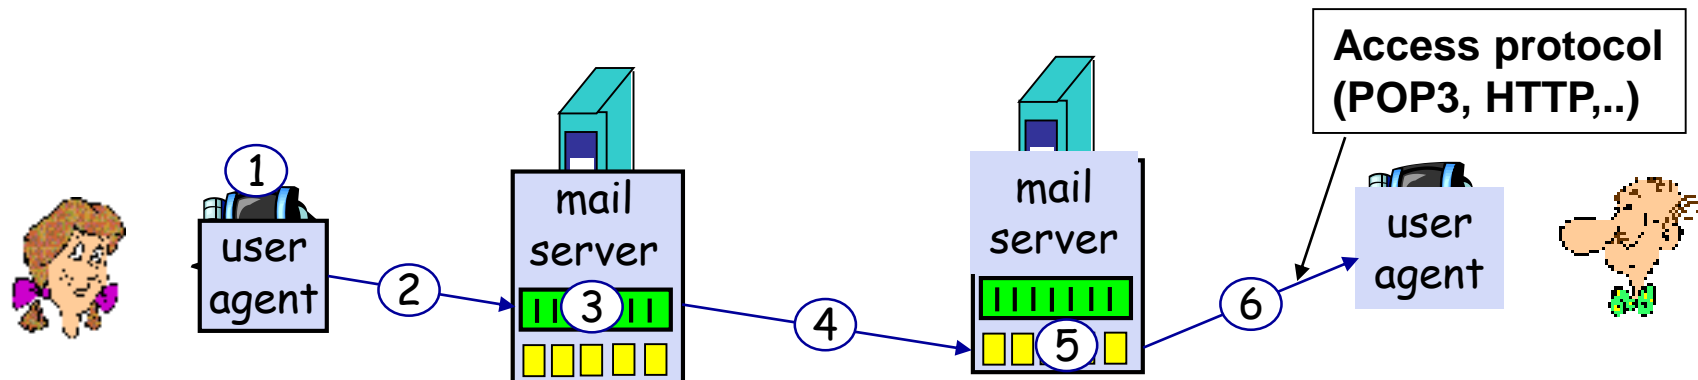 Access protocol
(POP3, HTTP,..)
1
user
agent
2
mail
server
3
4
mail
server
5
6
user
agent